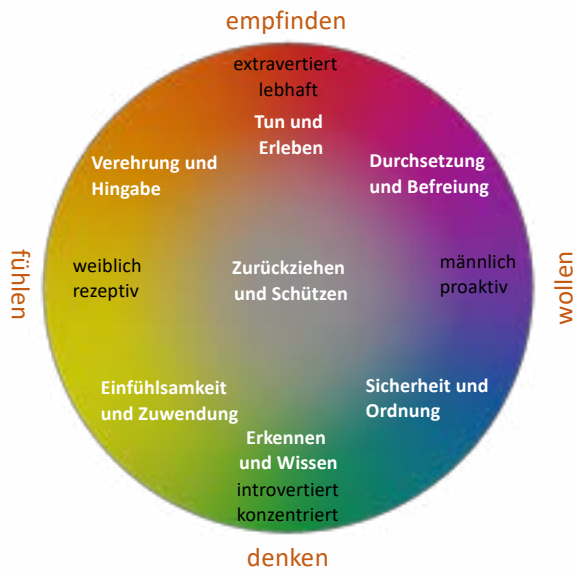 empfinden
extravertiert
lebhaft
Tun und
Erleben
Verehrung und
Hingabe
Durchsetzung
und Befreiung
fühlen
weiblich
rezeptiv
Zurückziehen
und Schützen
männlich
proaktiv
wollen
Einfühlsamkeit
und Zuwendung
Sicherheit und
Ordnung
Erkennen
und Wissen
introvertiert
konzentriert
denken